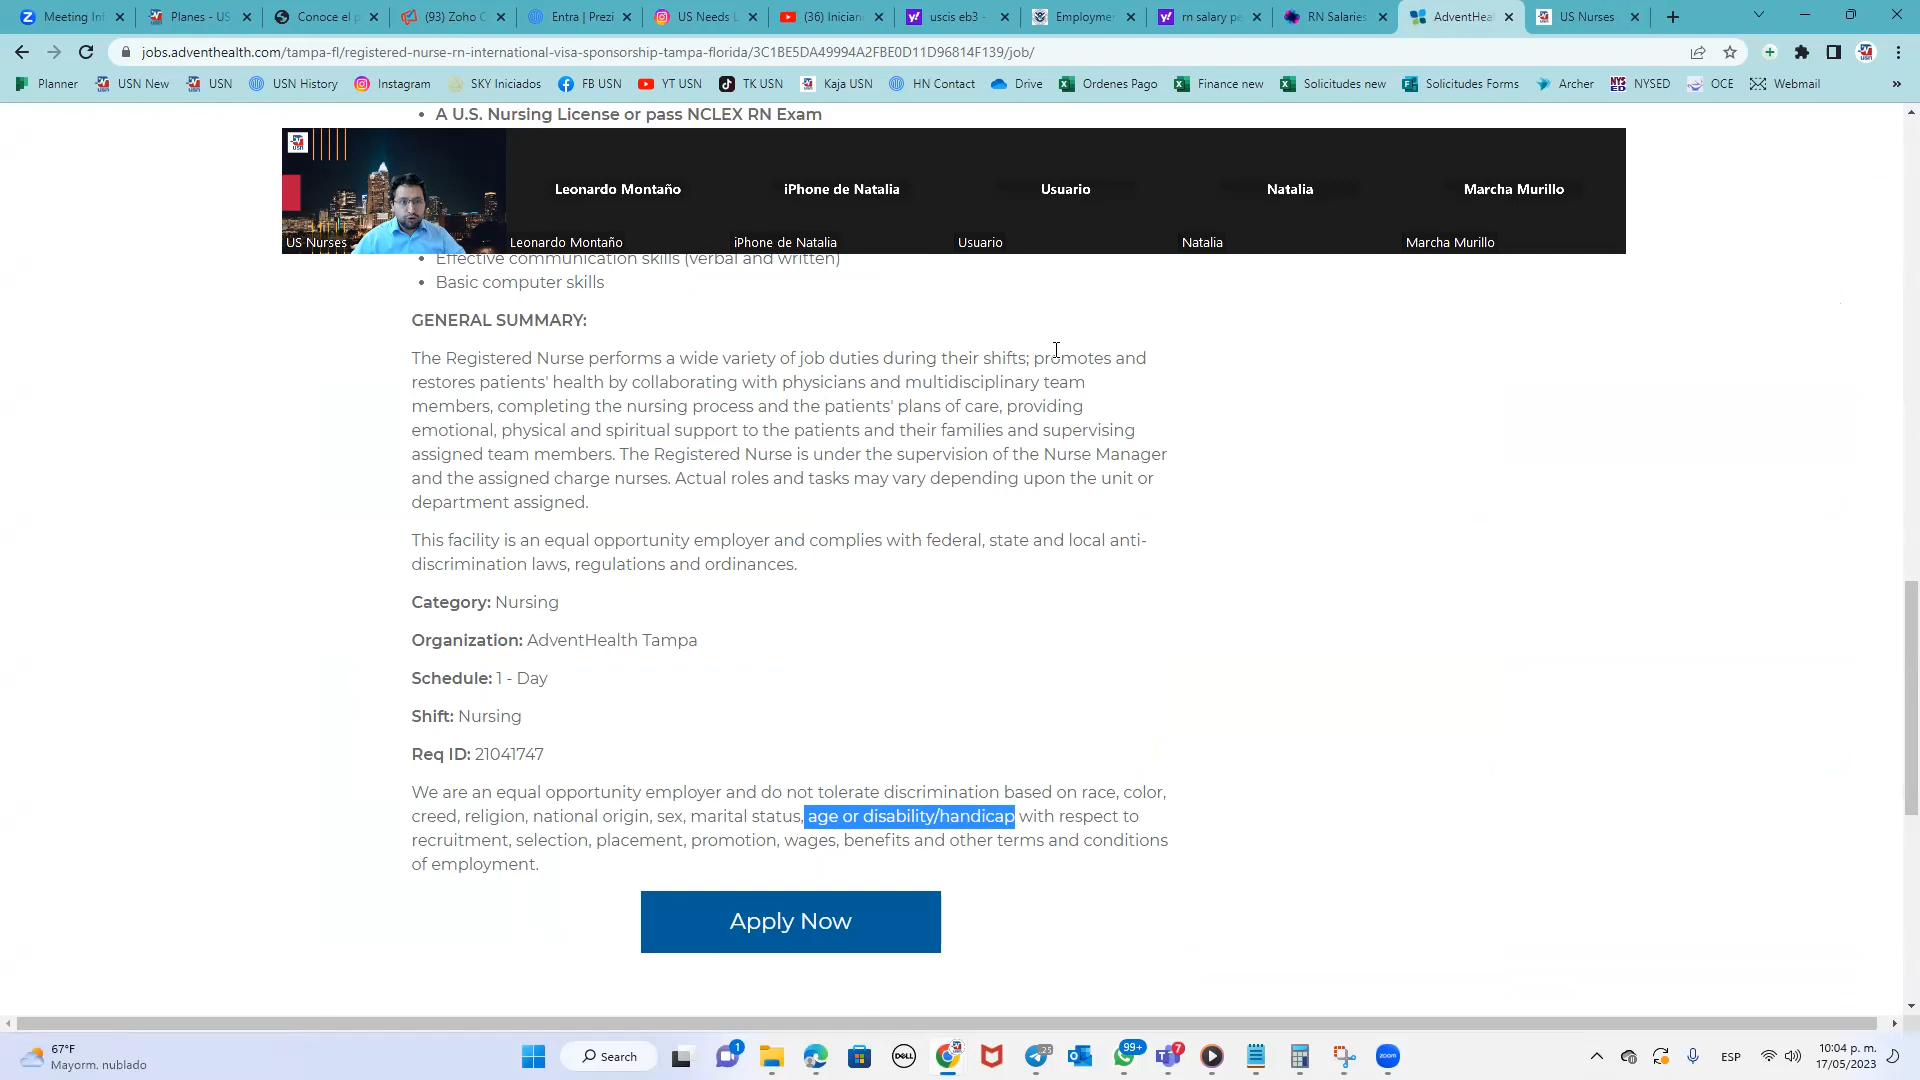 Meeting In
Planes - US
Conoce el p
(93) Zoho C
Entra | Prezi
US Needs L
(36) Inician
uscis eb3 -
Employmen
rn salary pe
RN Salaries
AdventHeal
US Nurses
jobs.adventhealth.com/tampa-fl/registered-nurse-rn-international-visa-sponsorship-tampa-florida/3C1BE5DA49994A2FBE0D11D96814F139/job/
Planner
USN New
USN
USN History
Instagram
SKY Iniciados
FB USN
YT USN
TK USN
Kaja USN
HN Contact
Drive
Ordenes Pago
Finance new
Solicitudes new
Solicitudes Forms
Archer
NYSED
OCE
Webmail
• A U.S. Nursing License or pass NCLEX RN Exam
Leonardo Montaño
iPhone de Natalia
Usuario
Natalia
Marcha Murillo
US Nurses
Leonardo Montaño
iPhone de Natalia
Usuario
Natalia
Marcha Murillo
• Effective communication skills (verbal and written)
• Basic computer skills
GENERAL SUMMARY:
The Registered Nurse performs a wide variety of job duties during their shifts; promotes and
restores patients' health by collaborating with physicians and multidisciplinary team
members, completing the nursing process and the patients' plans of care, providing
emotional, physical and spiritual support to the patients and their families and supervising
assigned team members. The Registered Nurse is under the supervision of the Nurse Manager
and the assigned charge nurses. Actual roles and tasks may vary depending upon the unit or
department assigned.
This facility is an equal opportunity employer and complies with federal, state and local anti-
discrimination laws, regulations and ordinances.
Category: Nursing
Organization: AdventHealth Tampa
Schedule: 1 - Day
Shift: Nursing
Req ID: 21041747
We are an equal opportunity employer and do not tolerate discrimination based on race, color,
creed, religion, national origin, sex, marital status, age or disability/handicap with respect to
recruitment, selection, placement, promotion, wages, benefits and other terms and conditions
of employment.
Apply Now
67°F
Mayorm. nublado
Search
1
DELL
25
99+
7
zoom
ESP
10:04 p. m.
17/05/2023